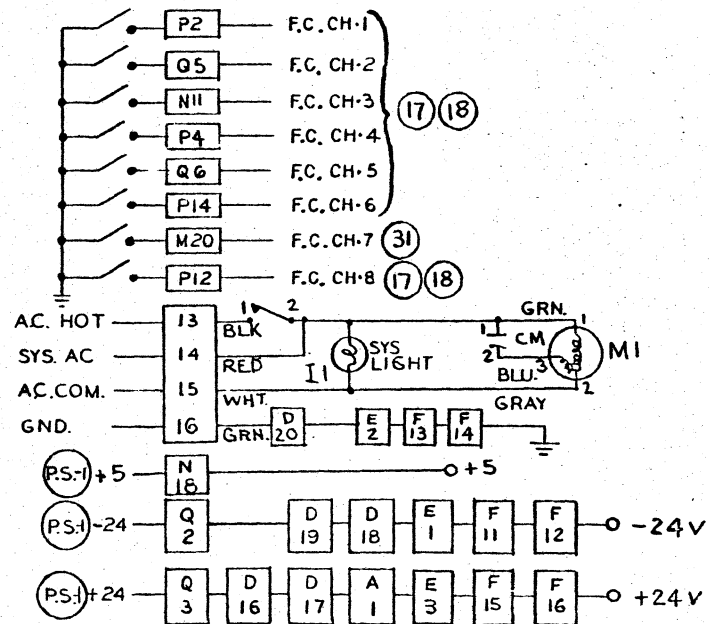 P2 F.C. CH·1
Q5 F.C. CH·2
N11 F.C. CH·3
17 18
P4 F.C. CH·4
Q6 F.C. CH·5
P14 F.C. CH·6
M20 F.C. CH·7 31
P12 F.C. CH·8 17 18
A.C. HOT 13 BLK 1 2 GRN. 1
SYS. AC 14 RED I1 SYS LIGHT 1 2 CM 3 BLU. M1
AC.COM. 15 WHT. GRAY 2
GND. 16 GRN. D 20 E 2 F 13 F 14
P.S-1 +5 N 18 +5
P.S-1 -24 Q 2 D 19 D 18 E 1 F 11 F 12 -24V
P.S-1 +24 Q 3 D 16 D 17 A 1 E 3 F 15 F 16 +24V